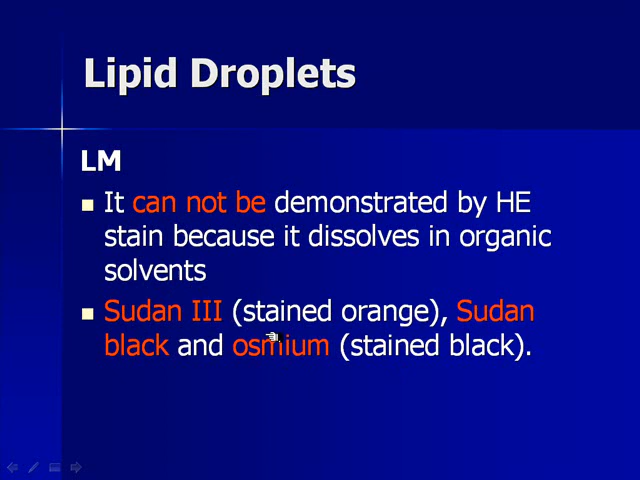 Lipid Droplets
LM
It can not be demonstrated by HE
stain because it dissolves in organic
solvents
Sudan III (stained orange), Sudan
black and osmium (stained black).